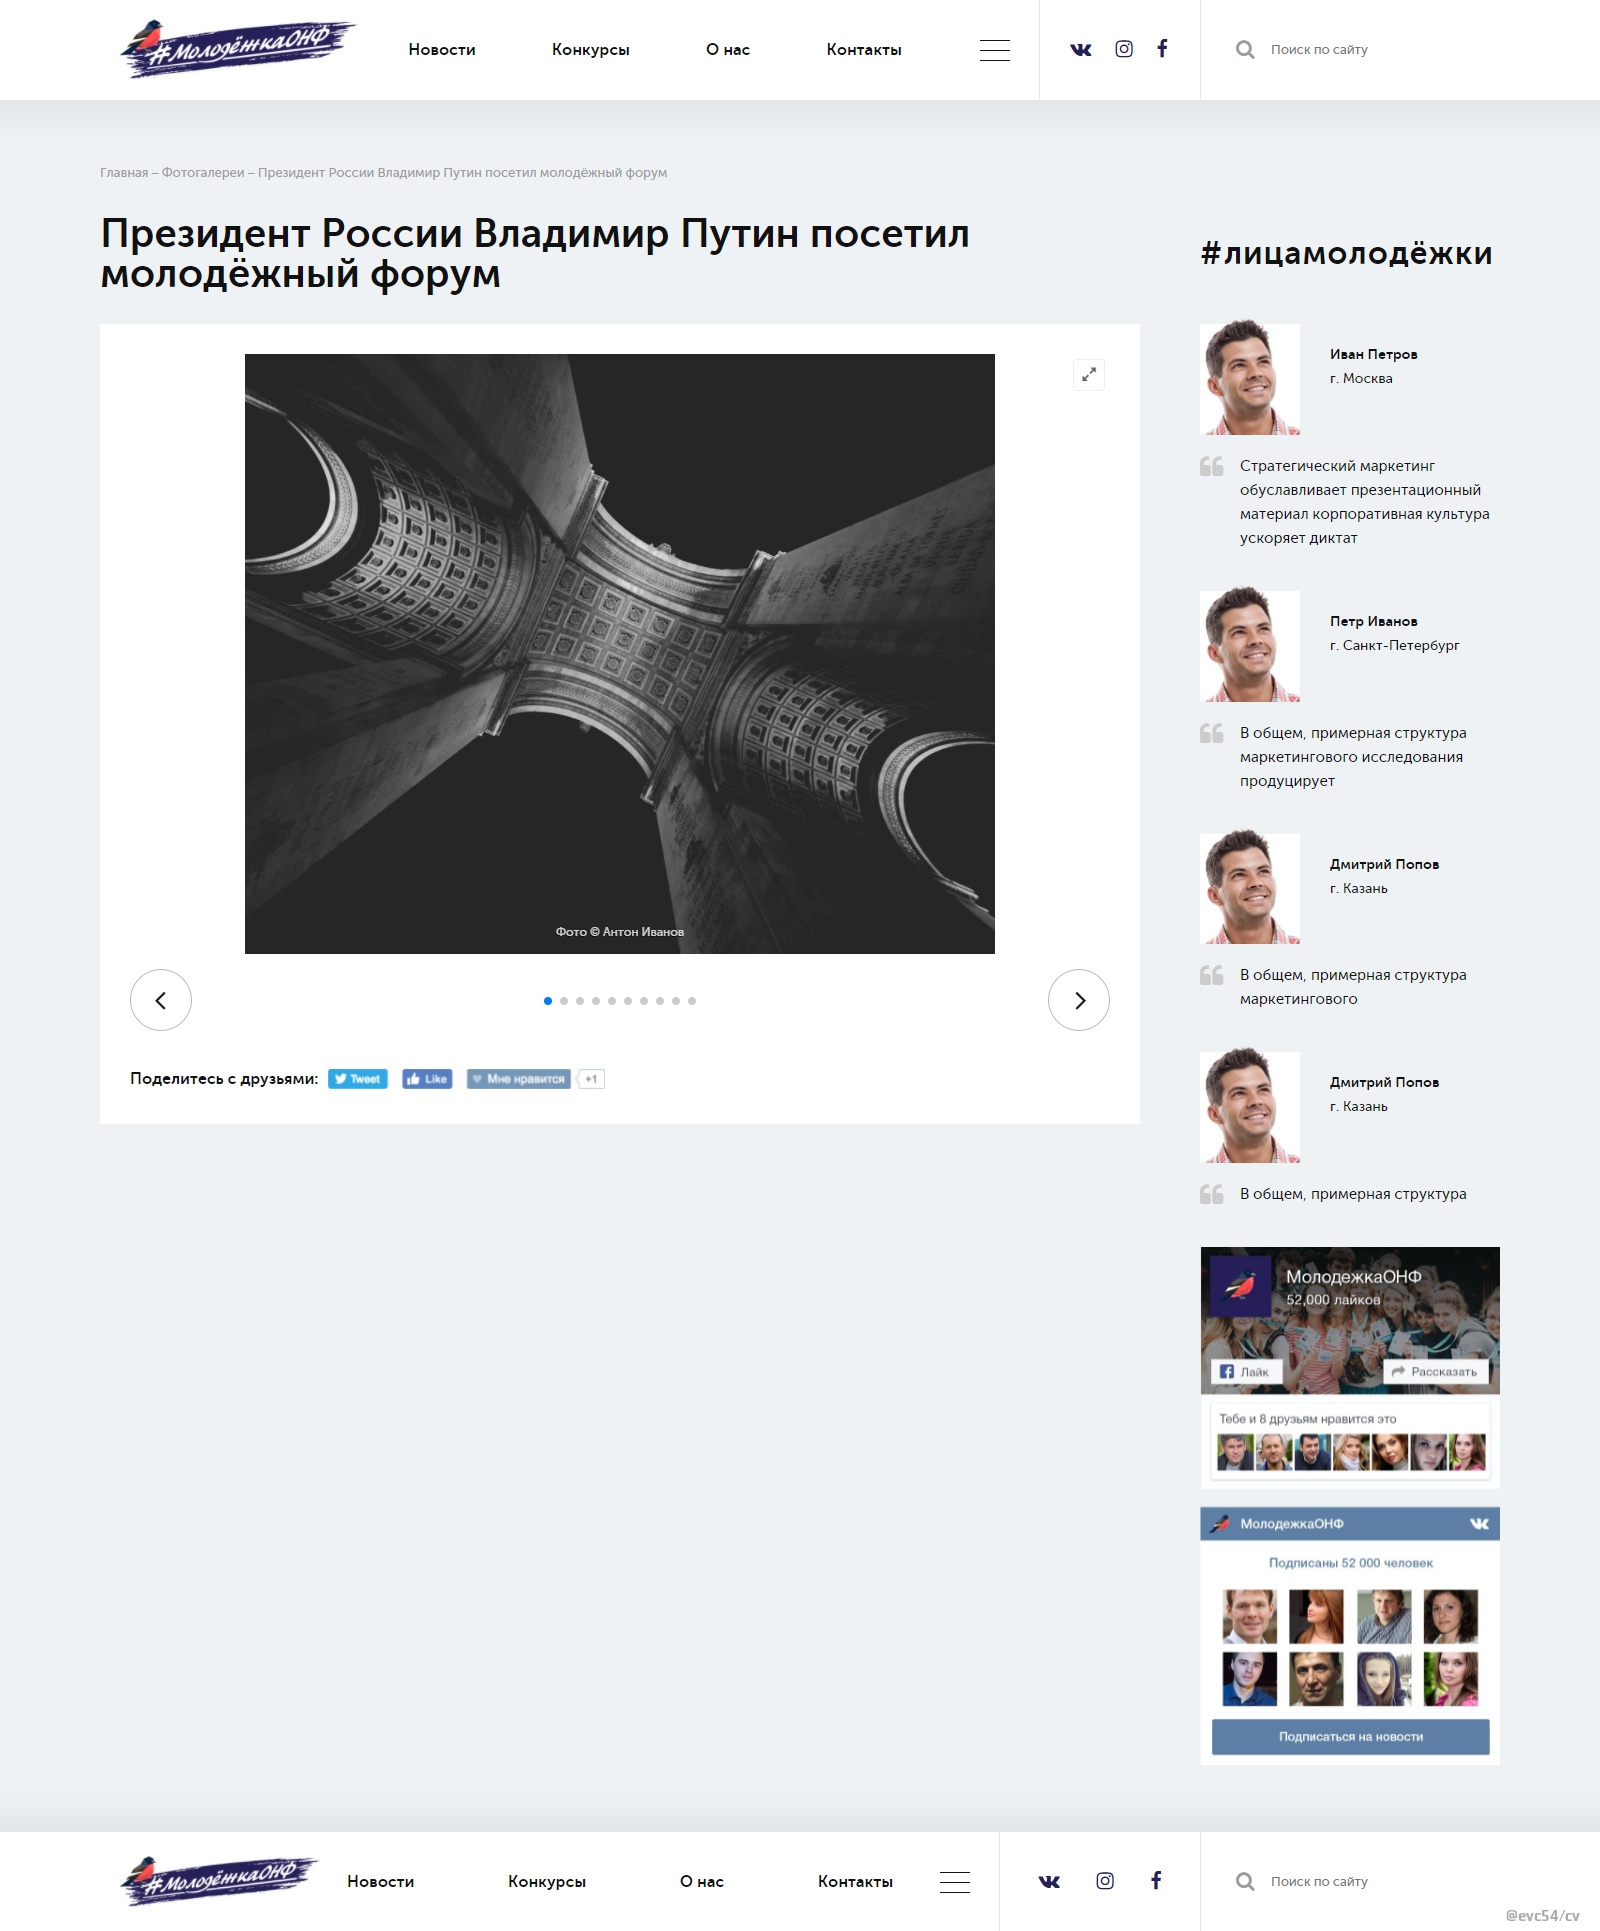 #МолодёжкаОНФ
Новости
Конкурсы
О нас
Контакты
Поиск по сайту
Главная – Фотогалереи – Президент России Владимир Путин посетил молодёжный форум
Президент России Владимир Путин посетил
молодёжный форум
Фото © Антон Иванов
Поделитесь с друзьями:
Tweet
Like
Мне нравится
+1
#лицамолодёжки
Иван Петров
г. Москва
Стратегический маркетинг
обуславливает презентационный
материал корпоративная культура
ускоряет диктат
Петр Иванов
г. Санкт-Петербург
В общем, примерная структура
маркетингового исследования
продуцирует
Дмитрий Попов
г. Казань
В общем, примерная структура
маркетингового
Дмитрий Попов
г. Казань
В общем, примерная структура
МолодежкаОНФ
52,000 лайков
Лайк
Рассказать
Тебе и 8 друзьям нравится это
МолодежкаОНФ
Подписаны 52 000 человек
Подписаться на новости
#МолодёжкаОНФ
Новости
Конкурсы
О нас
Контакты
Поиск по сайту
@evc54/cv